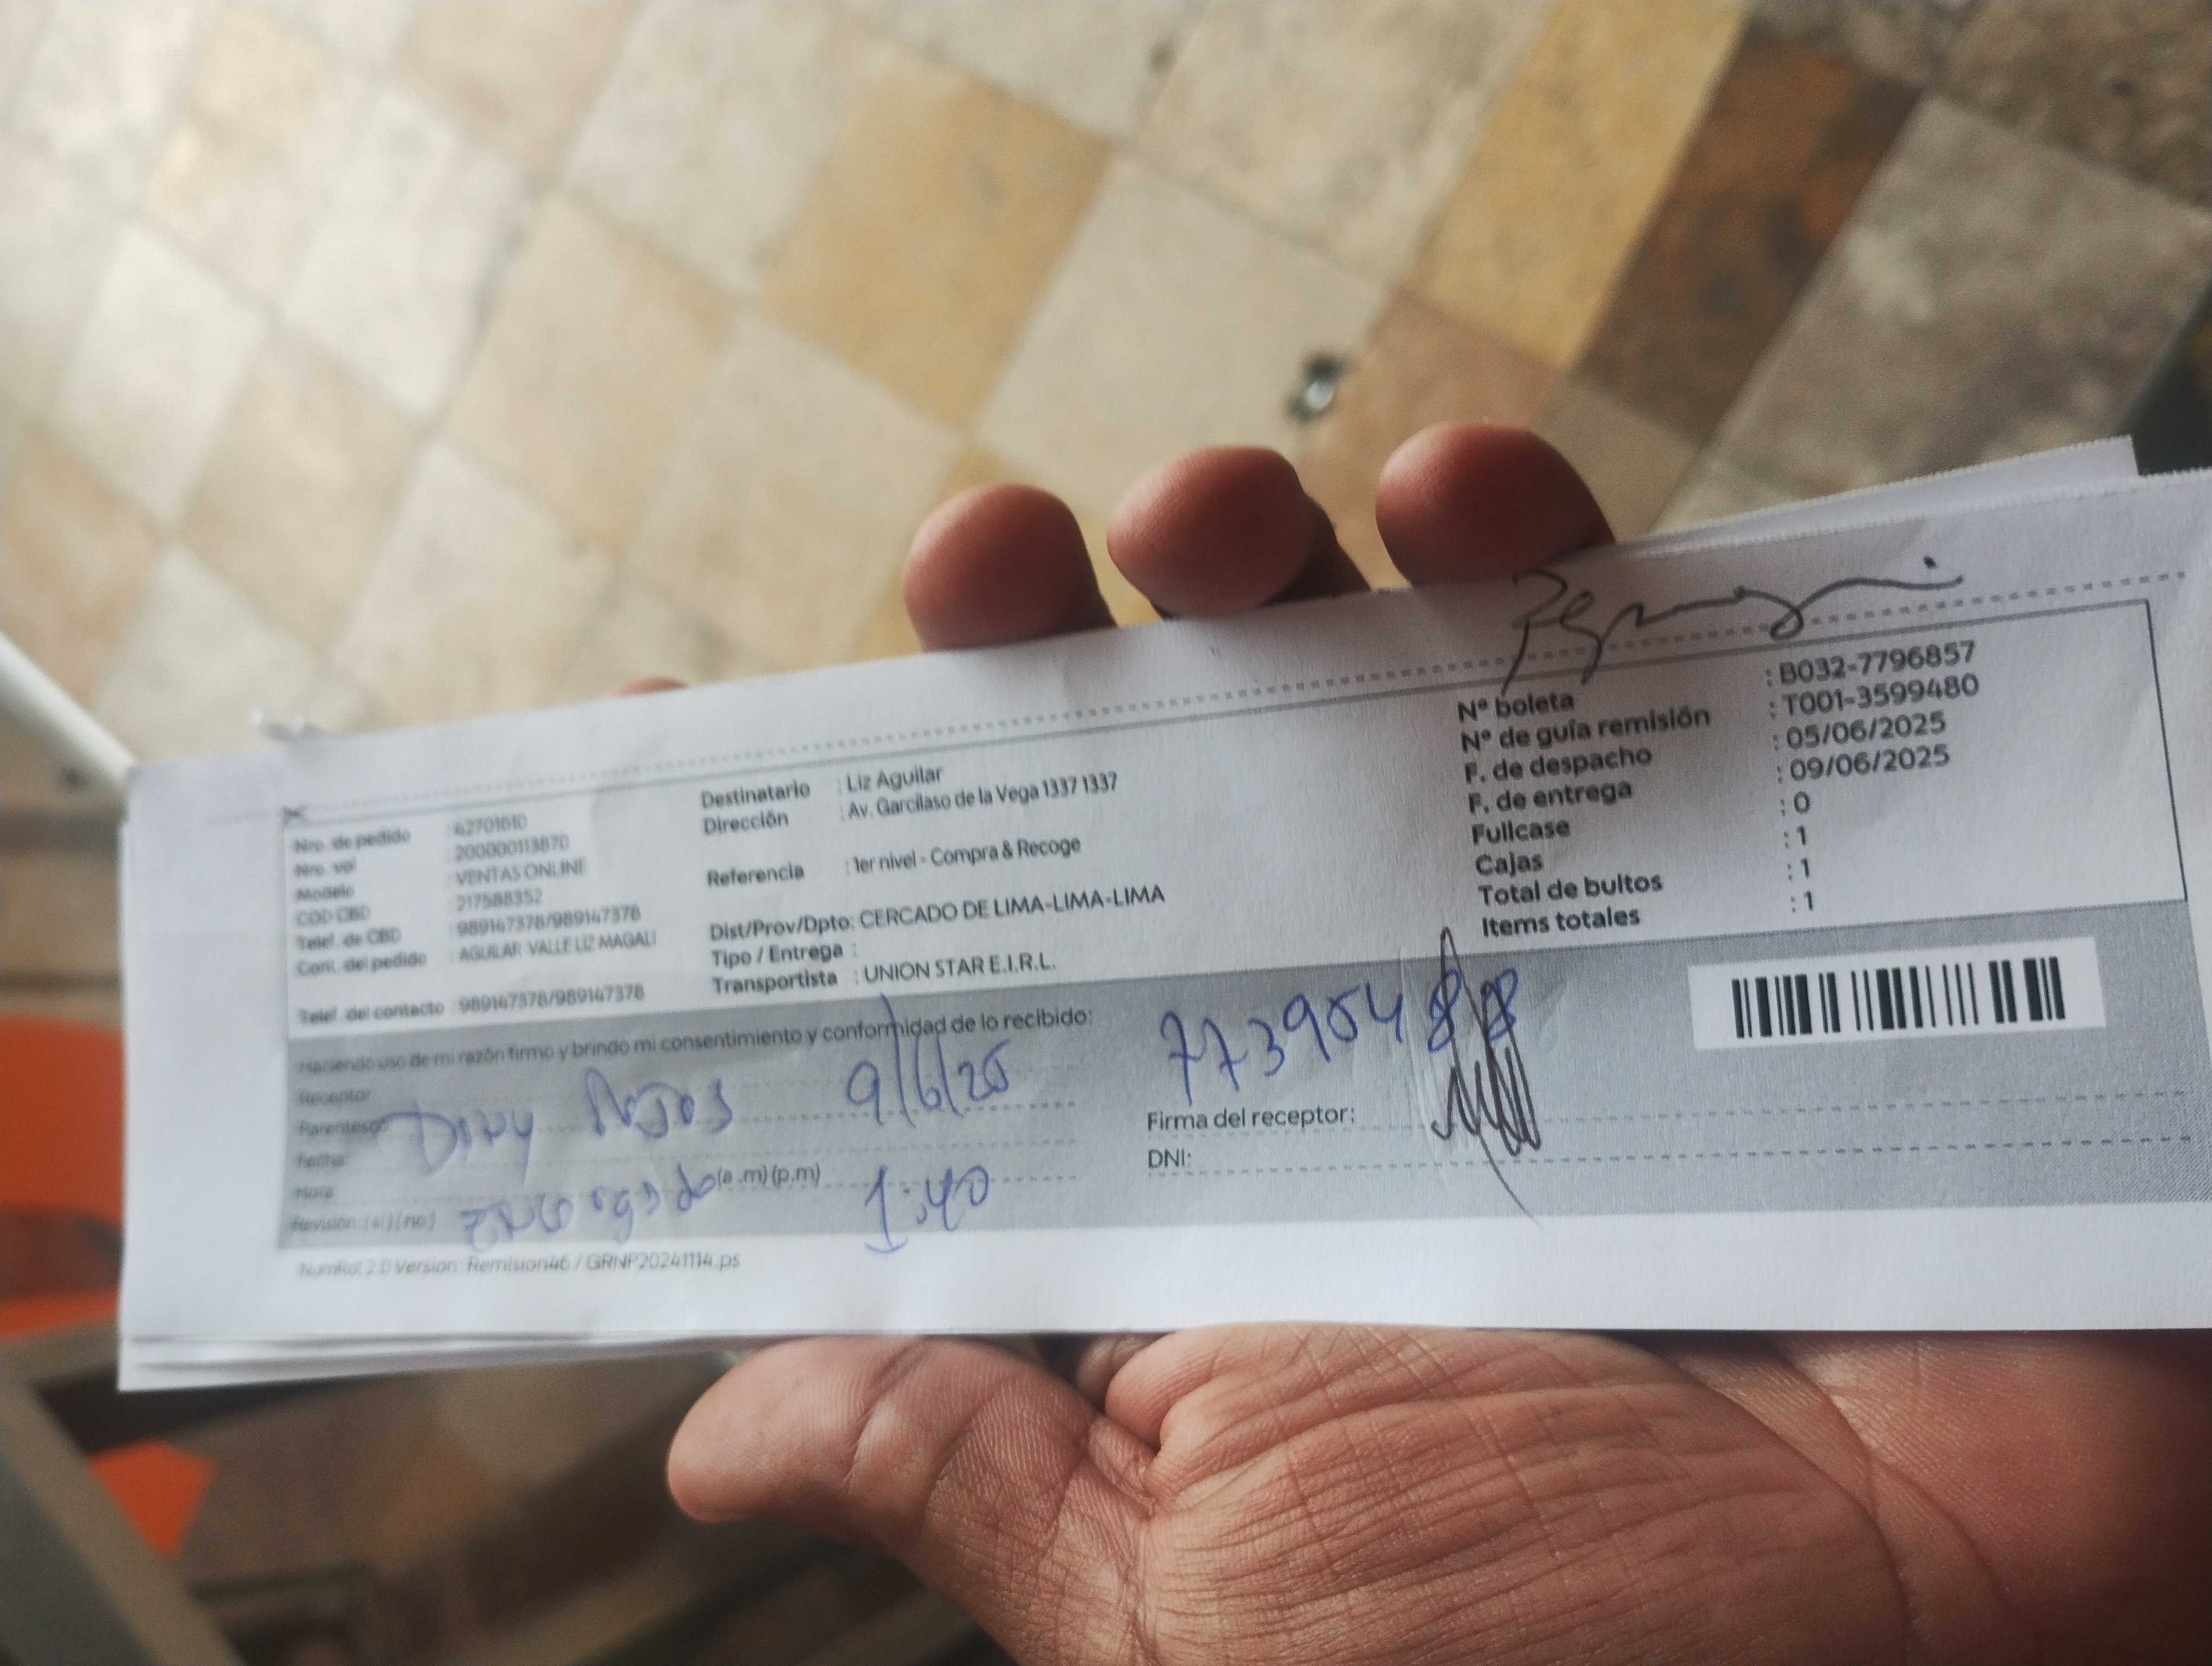 Nro. de pedido : 42701610
Nro. vol : 200000113870
Modelo : VENTAS ONLINE
COD CBD : 217588352
Telef. de CBD : 989147378/989147378
Cont. del pedido : AGUILAR VALLE LIZ MAGALI
Telef. del contacto : 989147378/989147378
Destinatario : Liz Aguilar
Dirección : Av. Garcilaso de la Vega 1337 1337
Referencia : 1er nivel - Compra & Recoge
Dist/Prov/Dpto: CERCADO DE LIMA-LIMA-LIMA
Tipo / Entrega :
Transportista : UNION STAR E.I.R.L.
Nº boleta : B032-7796857
Nº de guía remisión : T001-3599480
F. de despacho : 05/06/2025
F. de entrega : 09/06/2025
Fullcase : 0
Cajas : 1
Total de bultos : 1
Items totales : 1
Haciendo uso de mi razón firmo y brindo mi consentimiento y conformidad de lo recibido:
Receptor
Parentesco
Fecha 9/6/25
Hora (a.m) (p.m) 1:40
Revisión: (si) (no)
Firma del receptor:
DNI:
Version: Remision46 / GRNP20241114.ps